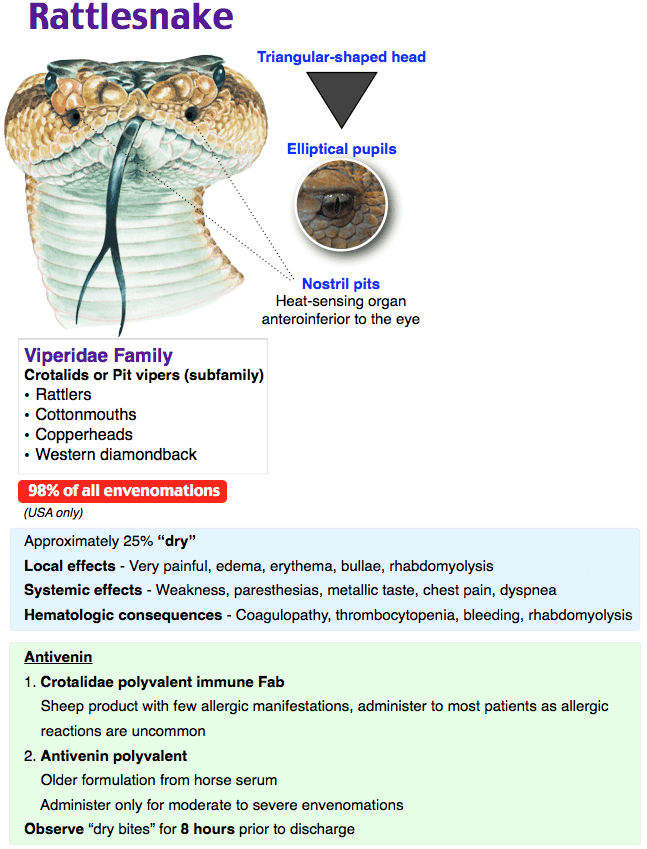 Rattlesnake
Triangular-shaped head
Elliptical pupils
Nostril pits
Heat-sensing organ
anteroinferior to the eye
Viperidae Family
Crotalids or Pit vipers (subfamily)
• Rattlers
• Cottonmouths
• Copperheads
• Western diamondback
98% of all envenomations
(USA only)
Approximately 25% “dry”
Local effects - Very painful, edema, erythema, bullae, rhabdomyolysis
Systemic effects - Weakness, paresthesias, metallic taste, chest pain, dyspnea
Hematologic consequences - Coagulopathy, thrombocytopenia, bleeding, rhabdomyolysis
Antivenin
1. Crotalidae polyvalent immune Fab
Sheep product with few allergic manifestations, administer to most patients as allergic
reactions are uncommon
2. Antivenin polyvalent
Older formulation from horse serum
Administer only for moderate to severe envenomations
Observe “dry bites” for 8 hours prior to discharge